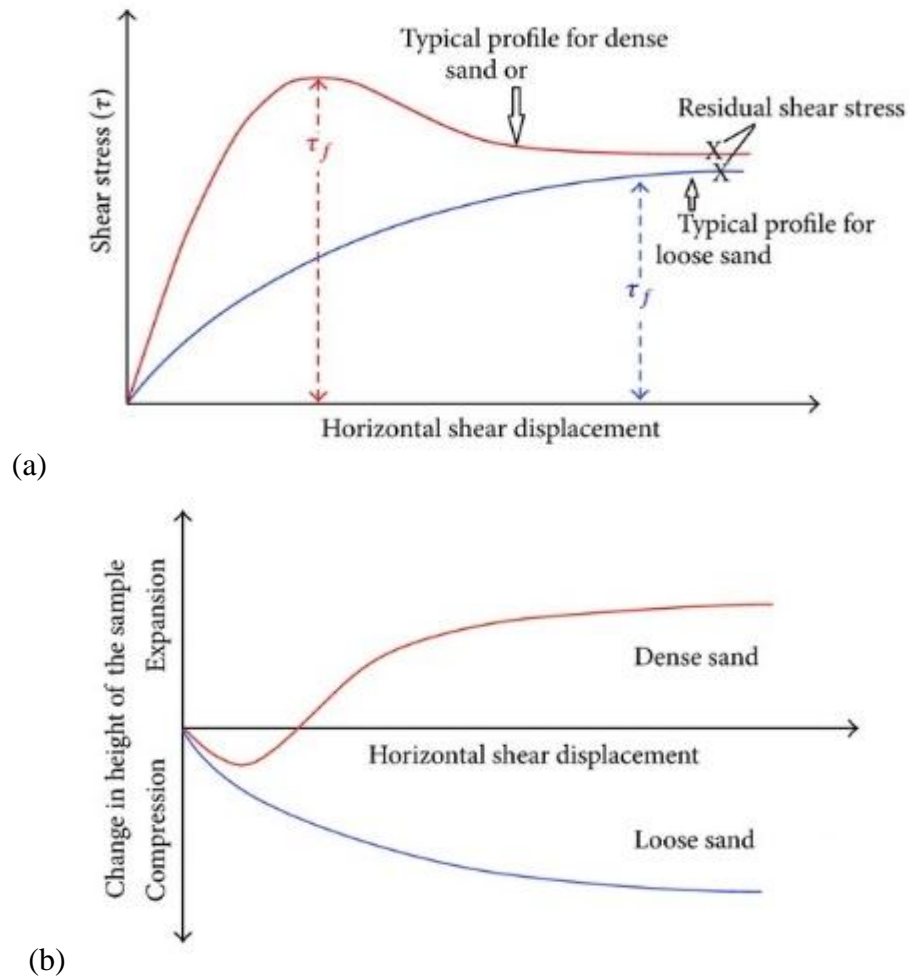 Typical profile for dense
sand or
Residual shear stress
X
X
τf
Typical profile for
loose sand
τf
Shear stress (τ)
Horizontal shear displacement
(a)
Change in height of the sample
Expansion
Compression
Dense sand
Horizontal shear displacement
Loose sand
(b)